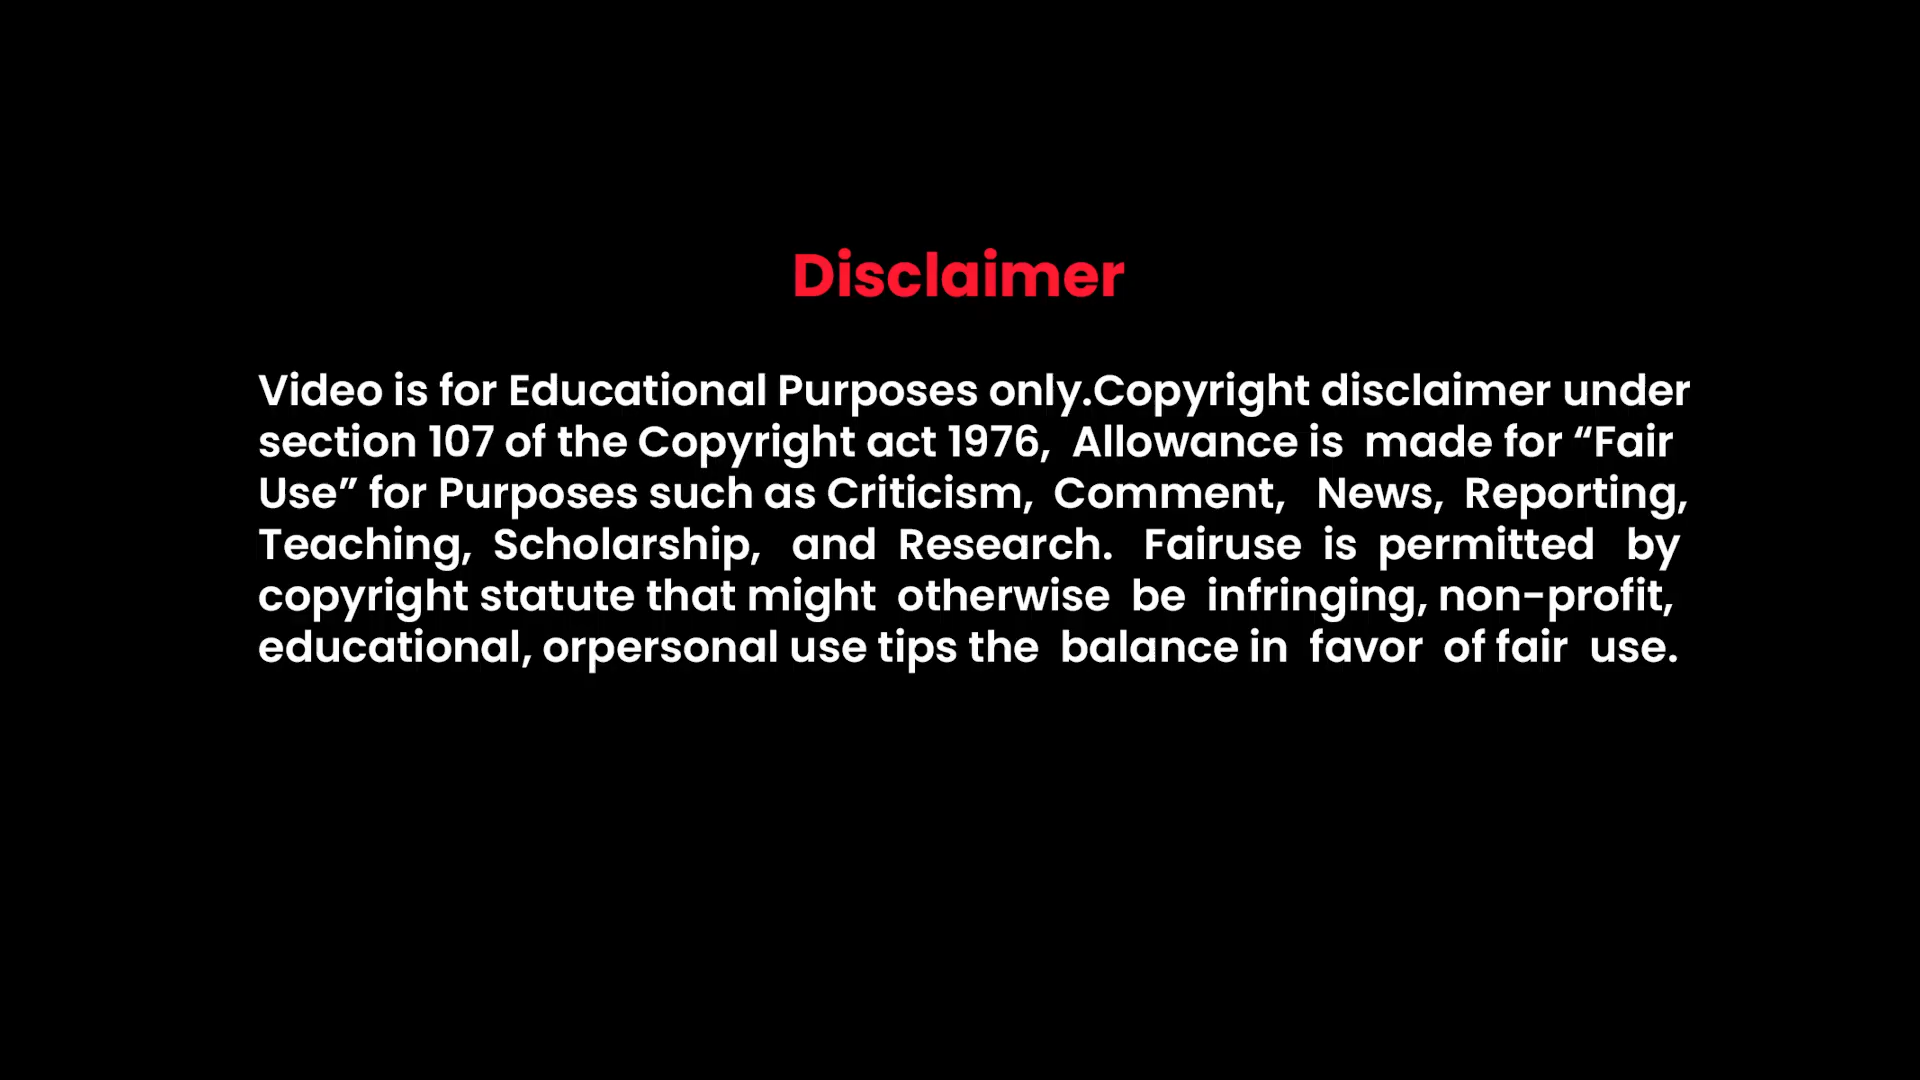 Disclaimer
Video is for Educational Purposes only.Copyright disclaimer under
section 107 of the Copyright act 1976, Allowance is made for “Fair
Use” for Purposes such as Criticism, Comment, News, Reporting,
Teaching, Scholarship, and Research. Fairuse is permitted by
copyright statute that might otherwise be infringing, non-profit,
educational, orpersonal use tips the balance in favor of fair use.